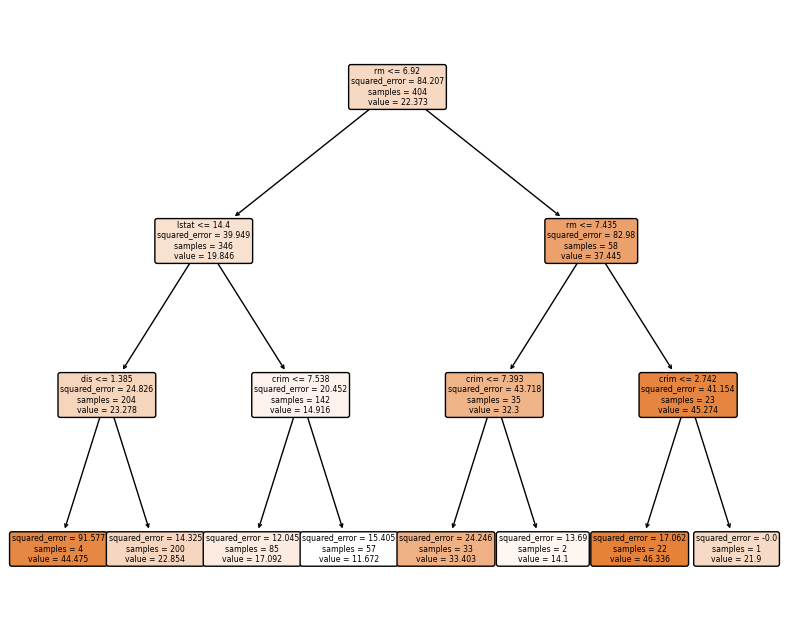 rm <= 6.92
squared_error = 84.207
samples = 404
value = 22.373
lstat <= 14.4
squared_error = 39.949
samples = 346
value = 19.846
rm <= 7.435
squared_error = 82.98
samples = 58
value = 37.445
dis <= 1.385
squared_error = 24.826
samples = 204
value = 23.278
crim <= 7.538
squared_error = 20.452
samples = 142
value = 14.916
crim <= 7.393
squared_error = 43.718
samples = 35
value = 32.3
crim <= 2.742
squared_error = 41.154
samples = 23
value = 45.274
squared_error = 91.577
samples = 4
value = 44.475
squared_error = 14.325
samples = 200
value = 22.854
squared_error = 12.045
samples = 85
value = 17.092
squared_error = 15.405
samples = 57
value = 11.672
squared_error = 24.246
samples = 33
value = 33.403
squared_error = 13.69
samples = 2
value = 14.1
squared_error = 17.062
samples = 22
value = 46.336
squared_error = -0.0
samples = 1
value = 21.9